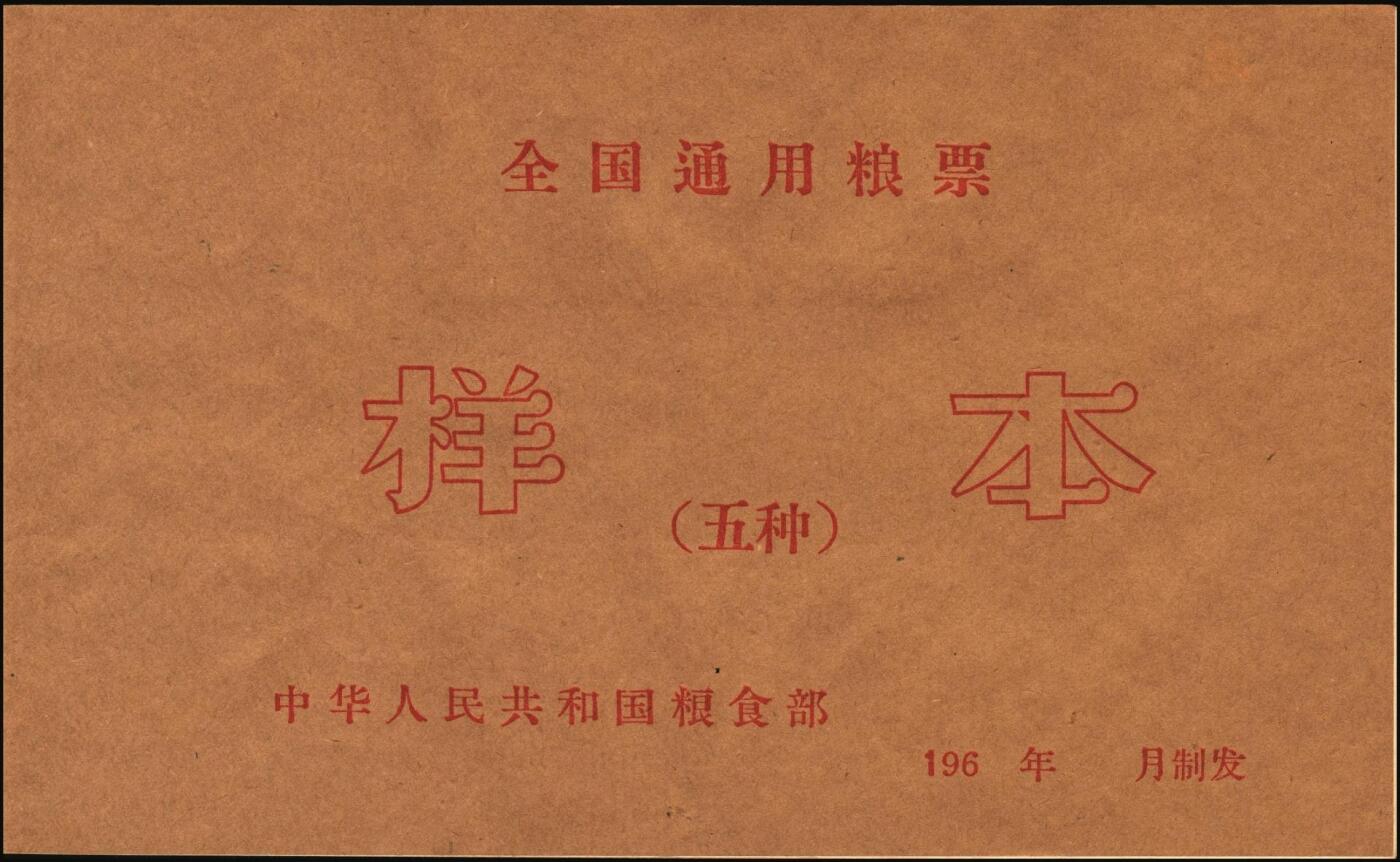 全国通用粮票
样本
（五种）
中华人民共和国粮食部
196 年 月制发